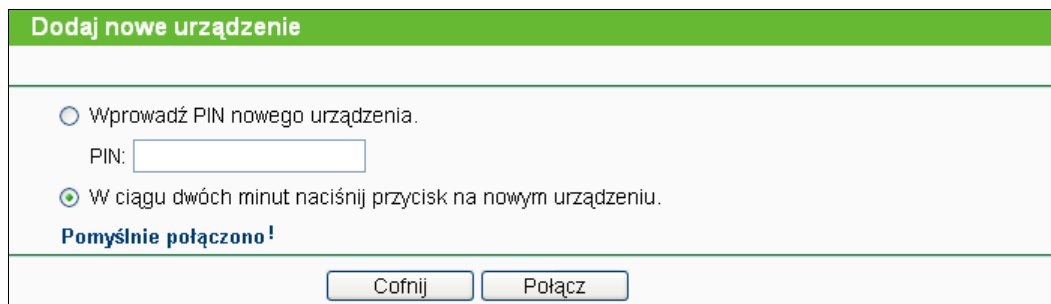 Dodaj nowe urządzenie
Wprowadź PIN nowego urządzenia.
PIN:
W ciągu dwóch minut naciśnij przycisk na nowym urządzeniu.
Pomyślnie połączono!
Cofnij Połącz